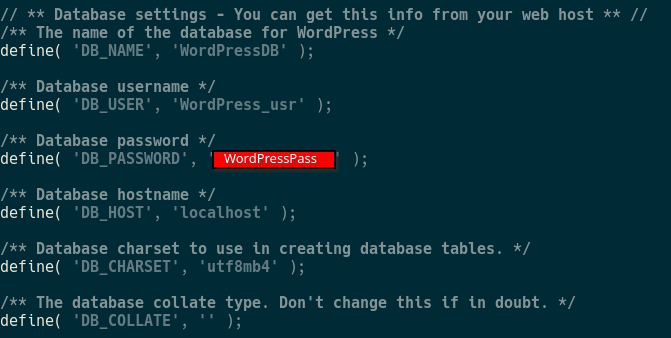 // ** Database settings - You can get this info from your web host ** //
/** The name of the database for WordPress */
define( 'DB_NAME', 'WordPressDB' );
/** Database username */
define( 'DB_USER', 'WordPress_usr' );
/** Database password */
define( 'DB_PASSWORD', 'WordPressPass' );
/** Database hostname */
define( 'DB_HOST', 'localhost' );
/** Database charset to use in creating database tables. */
define( 'DB_CHARSET', 'utf8mb4' );
/** The database collate type. Don't change this if in doubt. */
define( 'DB_COLLATE', '' );